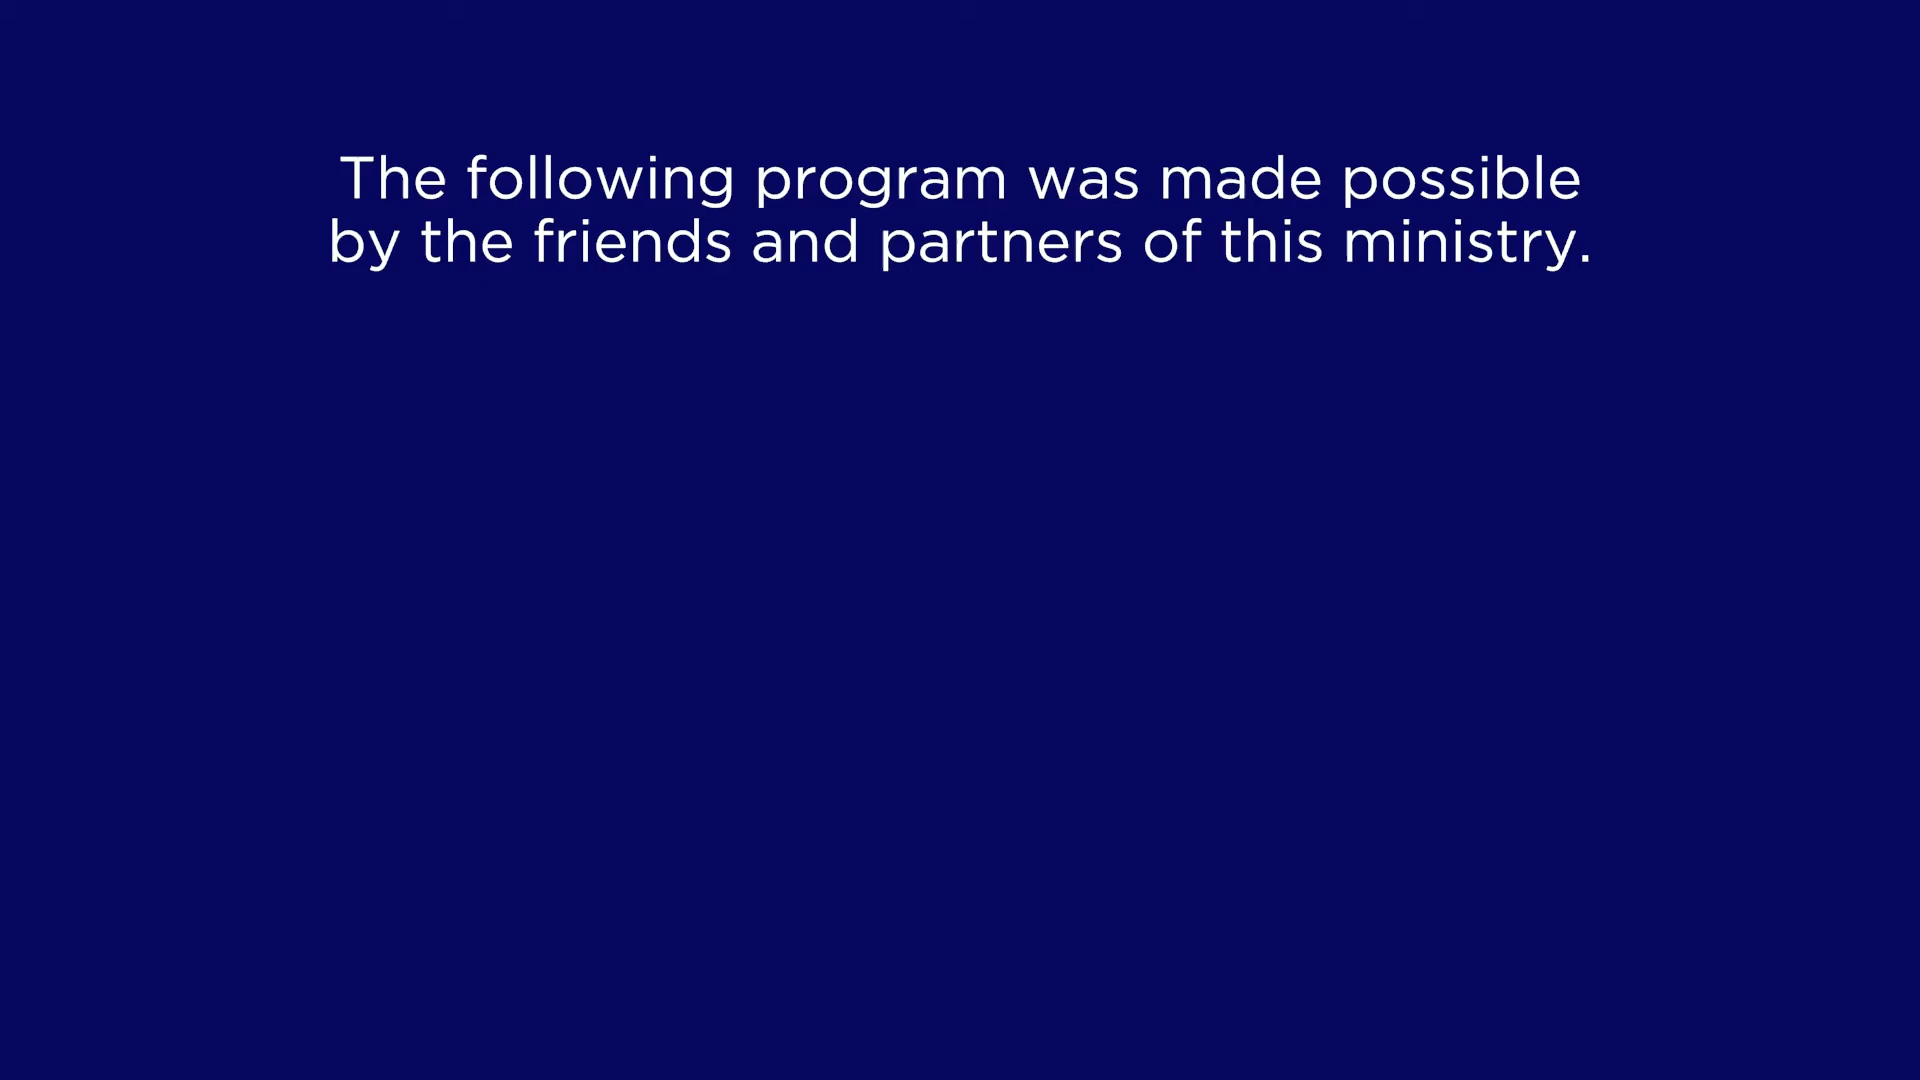 The following program was made possible
by the friends and partners of this ministry.